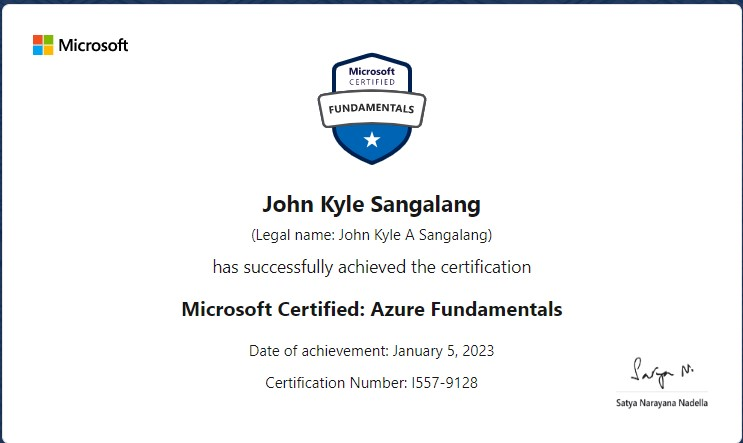 Microsoft
Microsoft
CERTIFIED
FUNDAMENTALS
John Kyle Sangalang
(Legal name: John Kyle A Sangalang)
has successfully achieved the certification
Microsoft Certified: Azure Fundamentals
Date of achievement: January 5, 2023
Certification Number: I557-9128
Satya N.
Satya Narayana Nadella